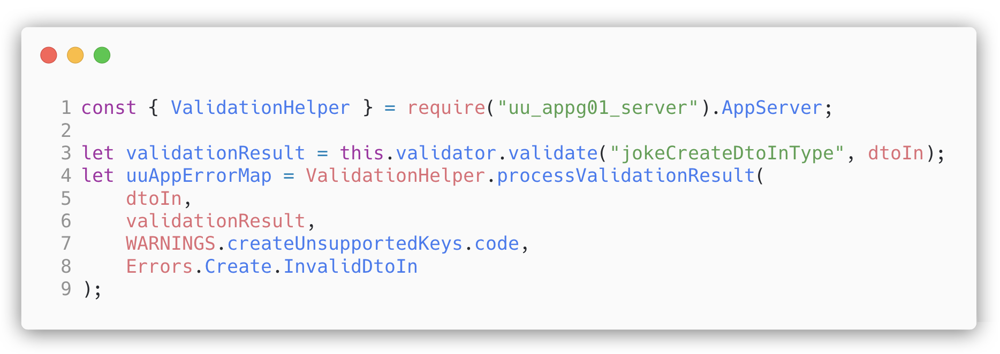 1 const { ValidationHelper } = require("uu_appg01_server").AppServer;
2
3 let validationResult = this.validator.validate("jokeCreateDtoInType", dtoIn);
4 let uuAppErrorMap = ValidationHelper.processValidationResult(
5     dtoIn,
6     validationResult,
7     WARNINGS.createUnsupportedKeys.code,
8     Errors.Create.InvalidDtoIn
9 );